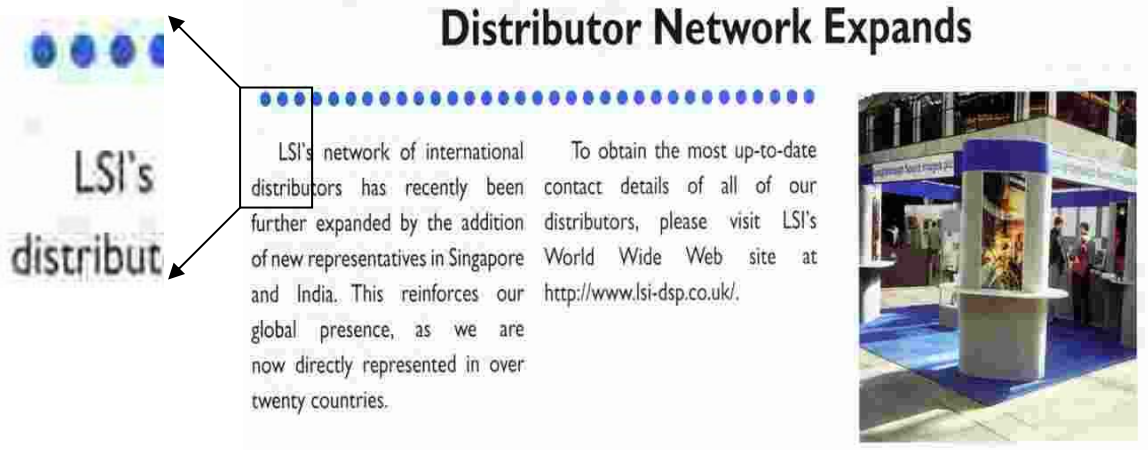 Distributor Network Expands
LSI's
distribut
LSI's network of international
distributors has recently been
further expanded by the addition
of new representatives in Singapore
and India. This reinforces our
global presence, as we are
now directly represented in over
twenty countries.
To obtain the most up-to-date
contact details of all of our
distributors, please visit LSI's
World Wide Web site at
http://www.lsi-dsp.co.uk/.